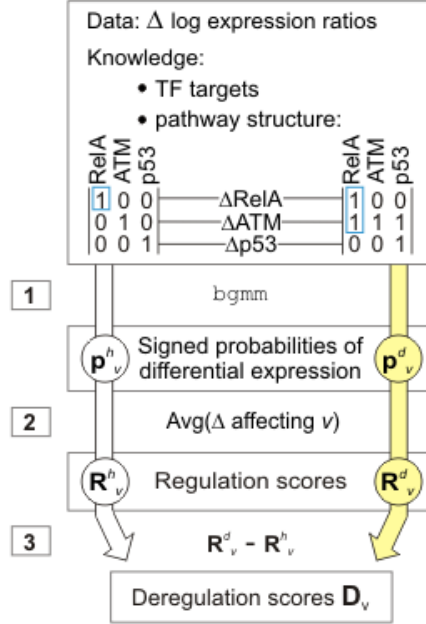 Data: Δ log expression ratios
Knowledge:
• TF targets
• pathway structure:
RelA ATM p53 RelA ATM p53
1 0 0 ΔRelA 1 0 0
0 1 0 ΔATM 1 1 1
0 0 1 Δp53 0 0 1
1 bgmm
p^h_v Signed probabilities of differential expression p^d_v
2 Avg(Δ affecting v)
R^h_v Regulation scores R^d_v
3 R^d_v - R^h_v
Deregulation scores D_v